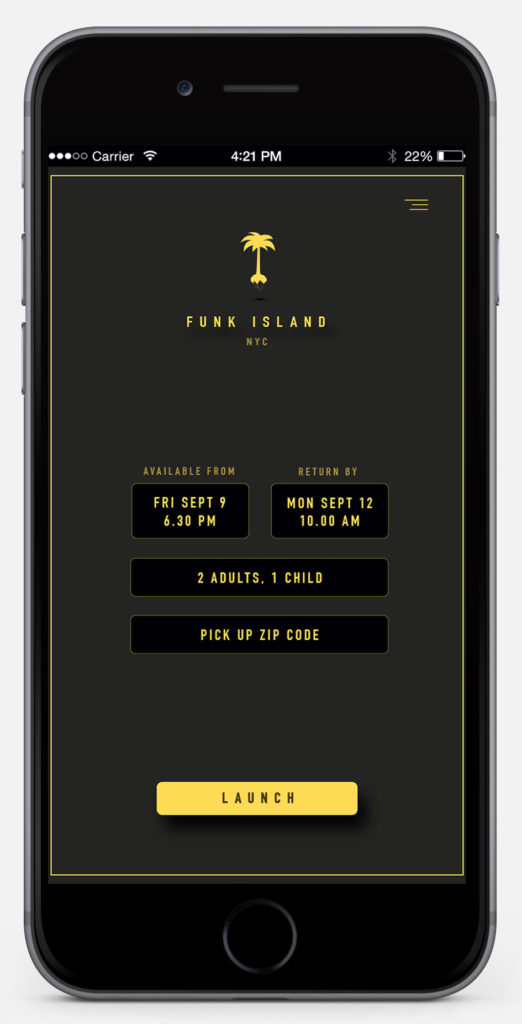 Carrier 4:21 PM 22%
FUNK ISLAND
NYC
AVAILABLE FROM
RETURN BY
FRI SEPT 9
6.30 PM
MON SEPT 12
10.00 AM
2 ADULTS, 1 CHILD
PICK UP ZIP CODE
LAUNCH